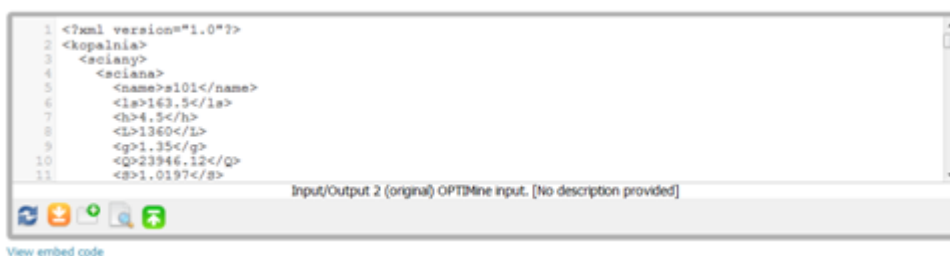 1 <?xml version="1.0"?>
2 <kopalnia>
3 <sciany>
4 <sciana>
5 <name>s101</name>
6 <ls>163.5</ls>
7 <h>4.5</h>
8 <L>1360</L>
9 <g>1.35</g>
10 <Q>23946.12</Q>
11 <S>1.0197</S>
Input/Output 2 (original) OPTIMine input. [No description provided]
View embed code